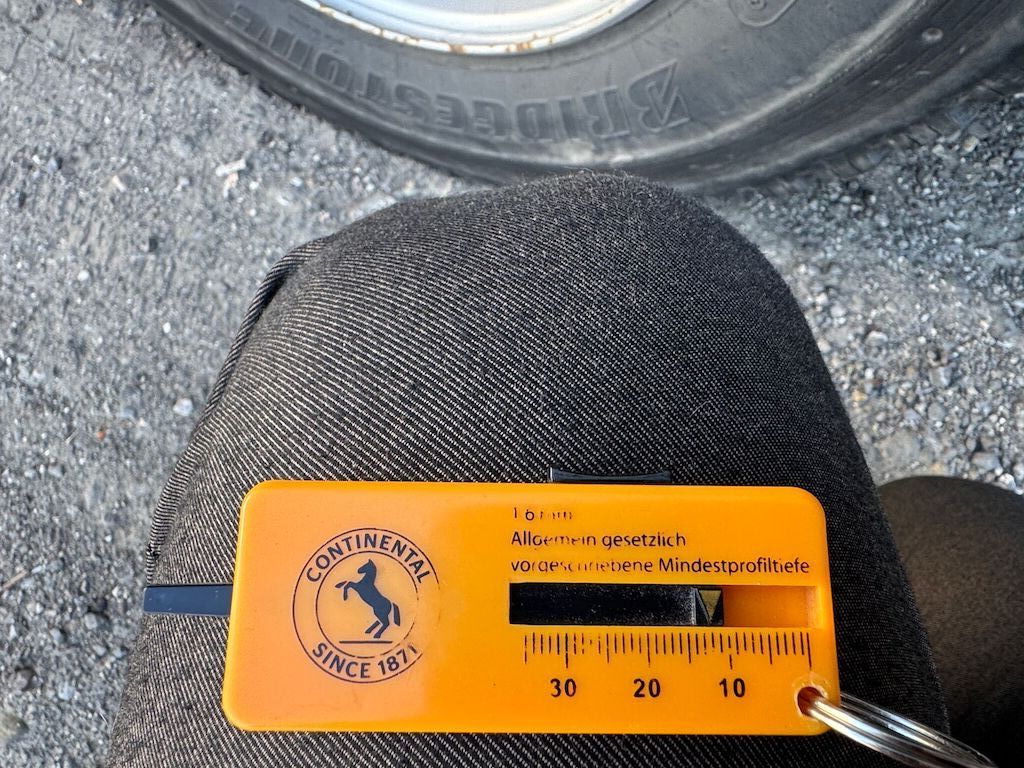 BRIDGESTONE
CONTINENTAL
SINCE 1871
1 6 mm
Allgemein gesetzlich
vorgeschriebene Mindestprofiltiefe
30 20 10